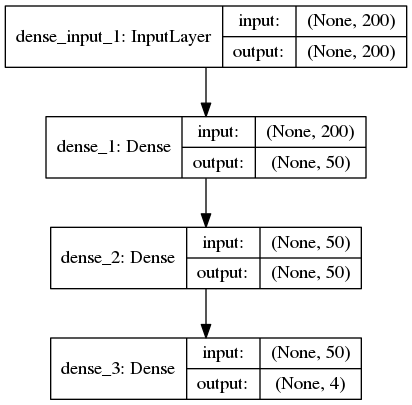 dense_input_1: InputLayer
input: (None, 200)
output: (None, 200)
dense_1: Dense
input: (None, 200)
output: (None, 50)
dense_2: Dense
input: (None, 50)
output: (None, 50)
dense_3: Dense
input: (None, 50)
output: (None, 4)